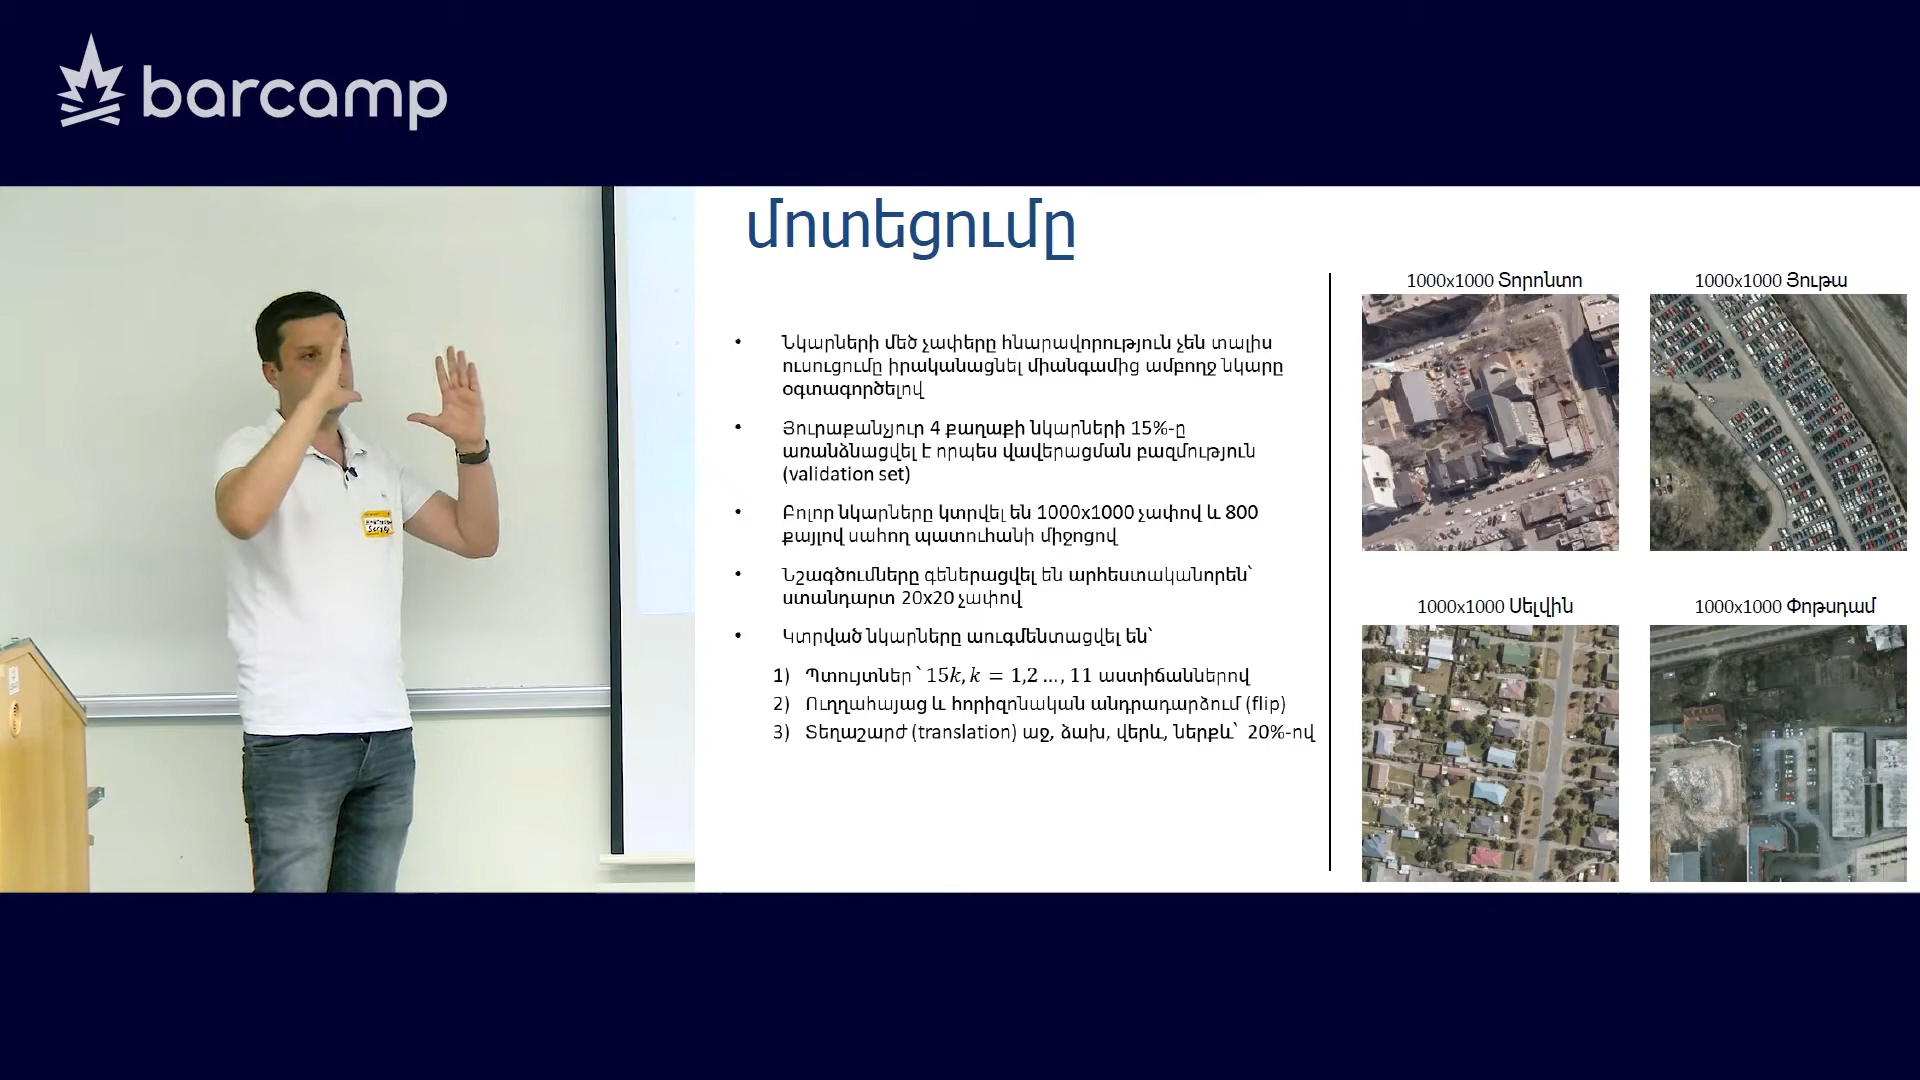 barcamp
մոտեցումը
• Նկարների մեծ չափերը հնարավորություն չեն տալիս
ուսուցումը իրականացնել միանգամից ամբողջ նկարը
օգտագործելով
• Յուրաքանչյուր 4 քաղաքի նկարների 15%-ը
առանձնացվել է որպես վավերացման բազմություն
(validation set)
• Բոլոր նկարները կտրվել են 1000x1000 չափով և 800
քայլով սահող պատուհանի միջոցով
• Նշագծումները գեներացվել են արհեստականորեն՝
ստանդարտ 20x20 չափով
• Կտրված նկարները աուգմենտացվել են՝
1) Պտույտներ ՝ 15k, k = 1,2 ..., 11 աստիճաններով
2) Ուղղահայաց և հորիզոնական անդրադարձում (flip)
3) Տեղաշարժ (translation) աջ, ձախ, վերև, ներքև՝ 20%-ով
1000x1000 Տորոնտո
1000x1000 Յութա
1000x1000 Սելվին
1000x1000 Փոթսդամ